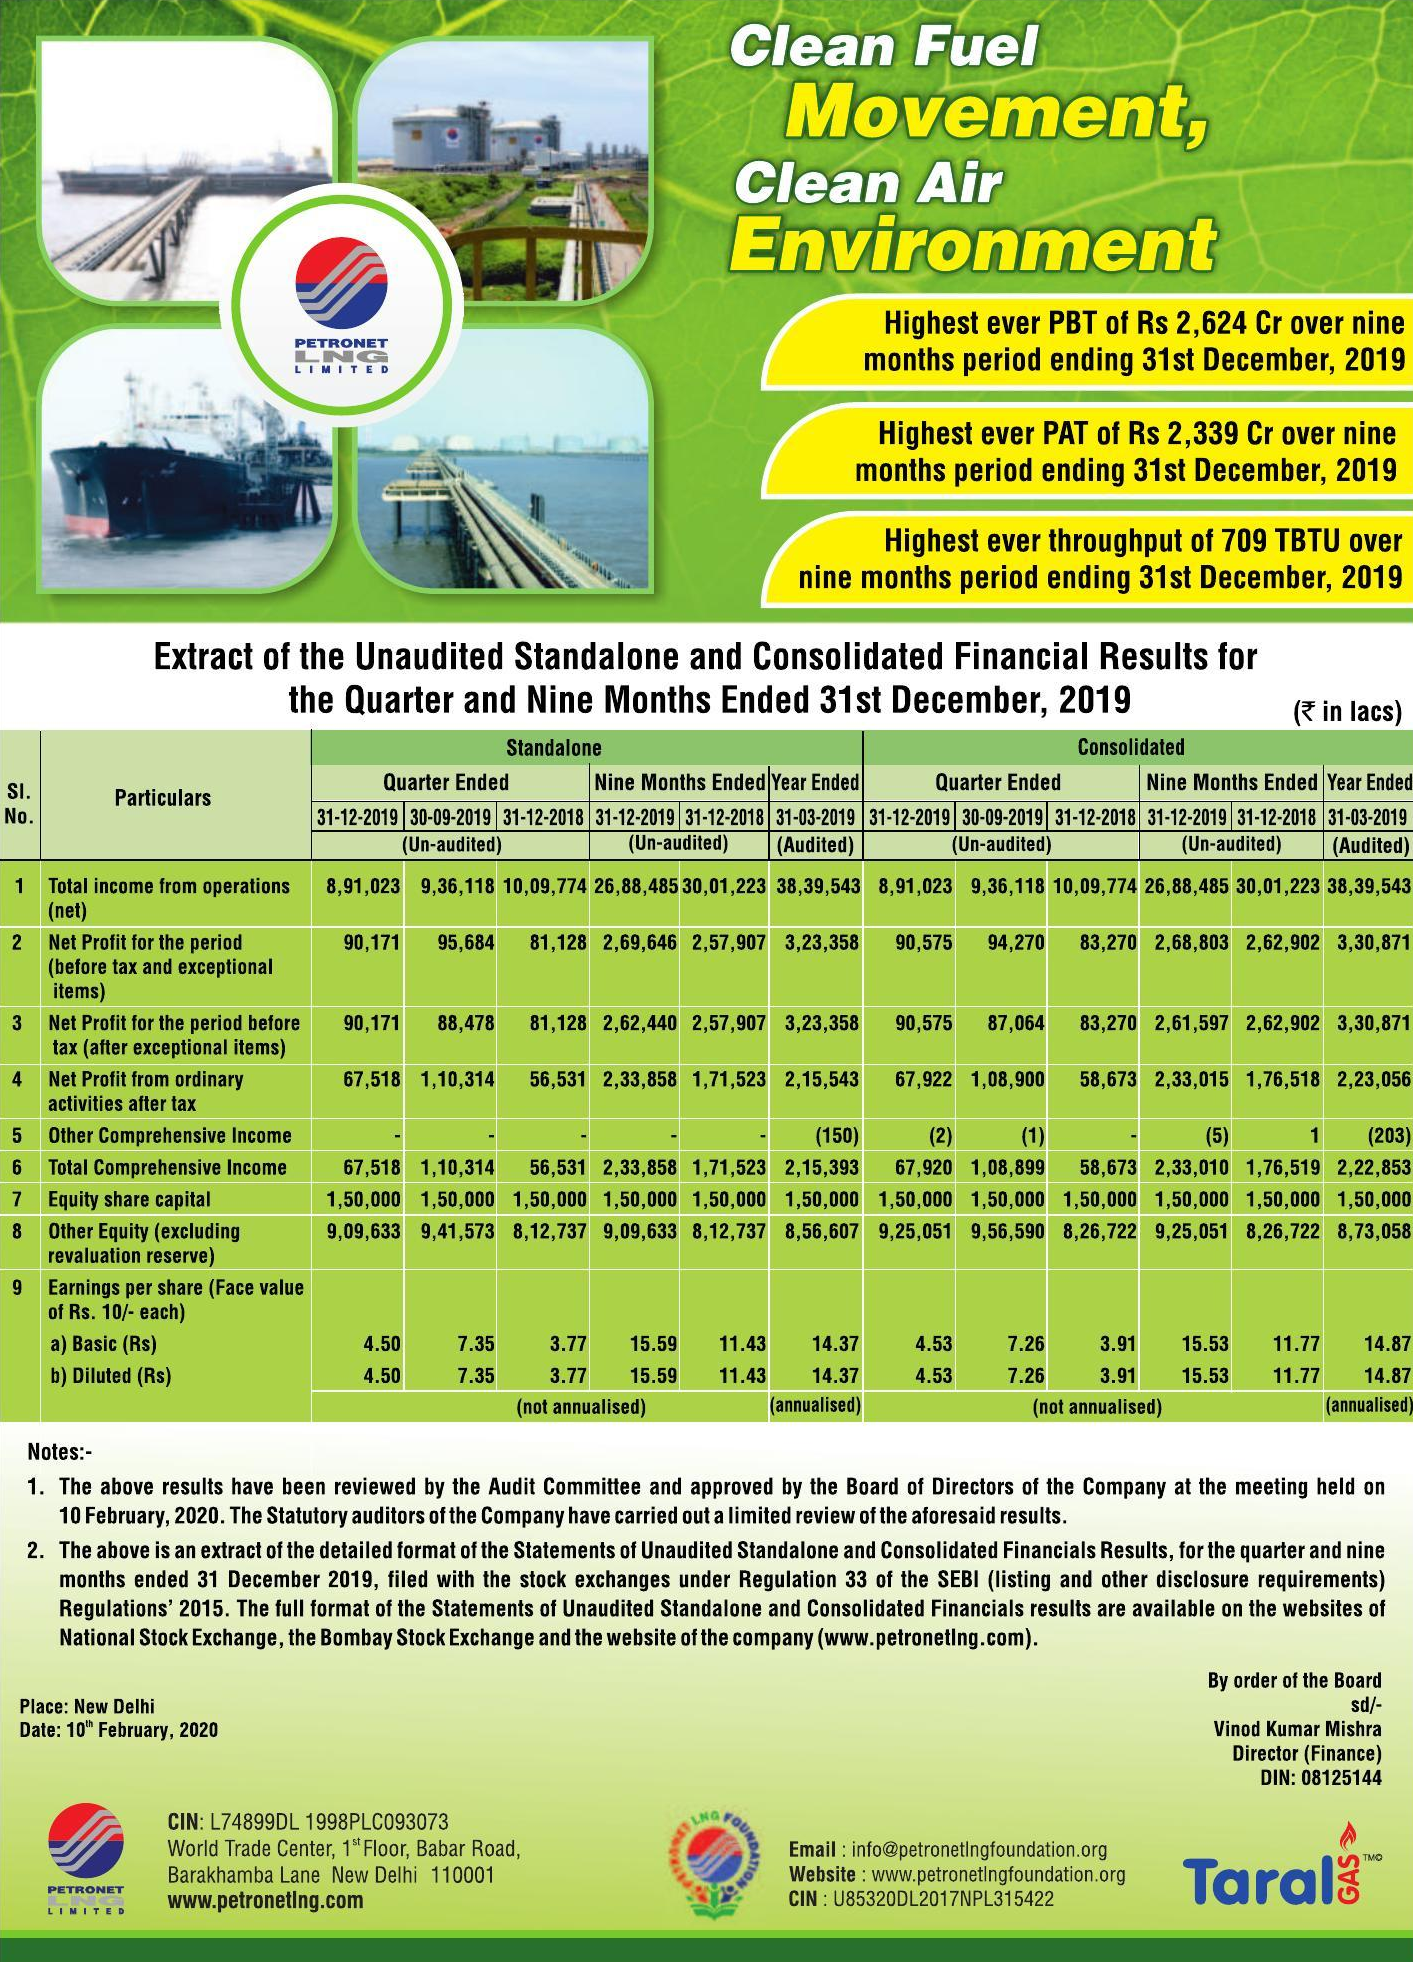 Clean Fuel
Movement,
Clean Air
Environment
PETRONET
LNG
LIMITED
Highest ever PBT of Rs 2,624 Cr over nine
months period ending 31st December, 2019
Highest ever PAT of Rs 2,339 Cr over nine
months period ending 31st December, 2019
Highest ever throughput of 709 TBTU over
nine months period ending 31st December, 2019
Extract of the Unaudited Standalone and Consolidated Financial Results for
the Quarter and Nine Months Ended 31st December, 2019
(₹ in lacs)
Sl. No. Particulars Standalone Consolidated
Quarter Ended Nine Months Ended Year Ended Quarter Ended Nine Months Ended Year Ended
31-12-2019 30-09-2019 31-12-2018 31-12-2019 31-12-2018 31-03-2019 31-12-2019 30-09-2019 31-12-2018 31-12-2019 31-12-2018 31-03-2019
(Un-audited) (Un-audited) (Audited) (Un-audited) (Un-audited) (Audited)
1 Total income from operations 8,91,023 9,36,118 10,09,774 26,88,485 30,01,223 38,39,543 8,91,023 9,36,118 10,09,774 26,88,485 30,01,223 38,39,543
(net)
2 Net Profit for the period 90,171 95,684 81,128 2,69,646 2,57,907 3,23,358 90,575 94,270 83,270 2,68,803 2,62,902 3,30,871
(before tax and exceptional
items)
3 Net Profit for the period before 90,171 88,478 81,128 2,62,440 2,57,907 3,23,358 90,575 87,064 83,270 2,61,597 2,62,902 3,30,871
tax (after exceptional items)
4 Net Profit from ordinary 67,518 1,10,314 56,531 2,33,858 1,71,523 2,15,543 67,922 1,08,900 58,673 2,33,015 1,76,518 2,23,056
activities after tax
5 Other Comprehensive Income - - - - - (150) (2) (1) - (5) 1 (203)
6 Total Comprehensive Income 67,518 1,10,314 56,531 2,33,858 1,71,523 2,15,393 67,920 1,08,899 58,673 2,33,010 1,76,519 2,22,853
7 Equity share capital 1,50,000 1,50,000 1,50,000 1,50,000 1,50,000 1,50,000 1,50,000 1,50,000 1,50,000 1,50,000 1,50,000 1,50,000
8 Other Equity (excluding 9,09,633 9,41,573 8,12,737 9,09,633 8,12,737 8,56,607 9,25,051 9,56,590 8,26,722 9,25,051 8,26,722 8,73,058
revaluation reserve)
9 Earnings per share (Face value
of Rs. 10/- each)
a) Basic (Rs) 4.50 7.35 3.77 15.59 11.43 14.37 4.53 7.26 3.91 15.53 11.77 14.87
b) Diluted (Rs) 4.50 7.35 3.77 15.59 11.43 14.37 4.53 7.26 3.91 15.53 11.77 14.87
(not annualised) (annualised) (not annualised) (annualised)
Notes:-
1. The above results have been reviewed by the Audit Committee and approved by the Board of Directors of the Company at the meeting held on
10 February, 2020. The Statutory auditors of the Company have carried out a limited review of the aforesaid results.
2. The above is an extract of the detailed format of the Statements of Unaudited Standalone and Consolidated Financials Results, for the quarter and nine
months ended 31 December 2019, filed with the stock exchanges under Regulation 33 of the SEBI (listing and other disclosure requirements)
Regulations' 2015. The full format of the Statements of Unaudited Standalone and Consolidated Financials results are available on the websites of
National Stock Exchange, the Bombay Stock Exchange and the website of the company (www.petronetlng.com).
By order of the Board
sd/-
Vinod Kumar Mishra
Director (Finance)
DIN: 08125144
Place: New Delhi
Date: 10th February, 2020
PETRONET
LNG
LIMITED
CIN: L74899DL 1998PLC093073
World Trade Center, 1st Floor, Babar Road,
Barakhamba Lane New Delhi 110001
www.petronetlng.com
PETRONET LNG FOUNDATION
Email : info@petronetlngfoundation.org
Website : www.petronetlngfoundation.org
CIN : U85320DL2017NPL315422
Taral GAS TM©